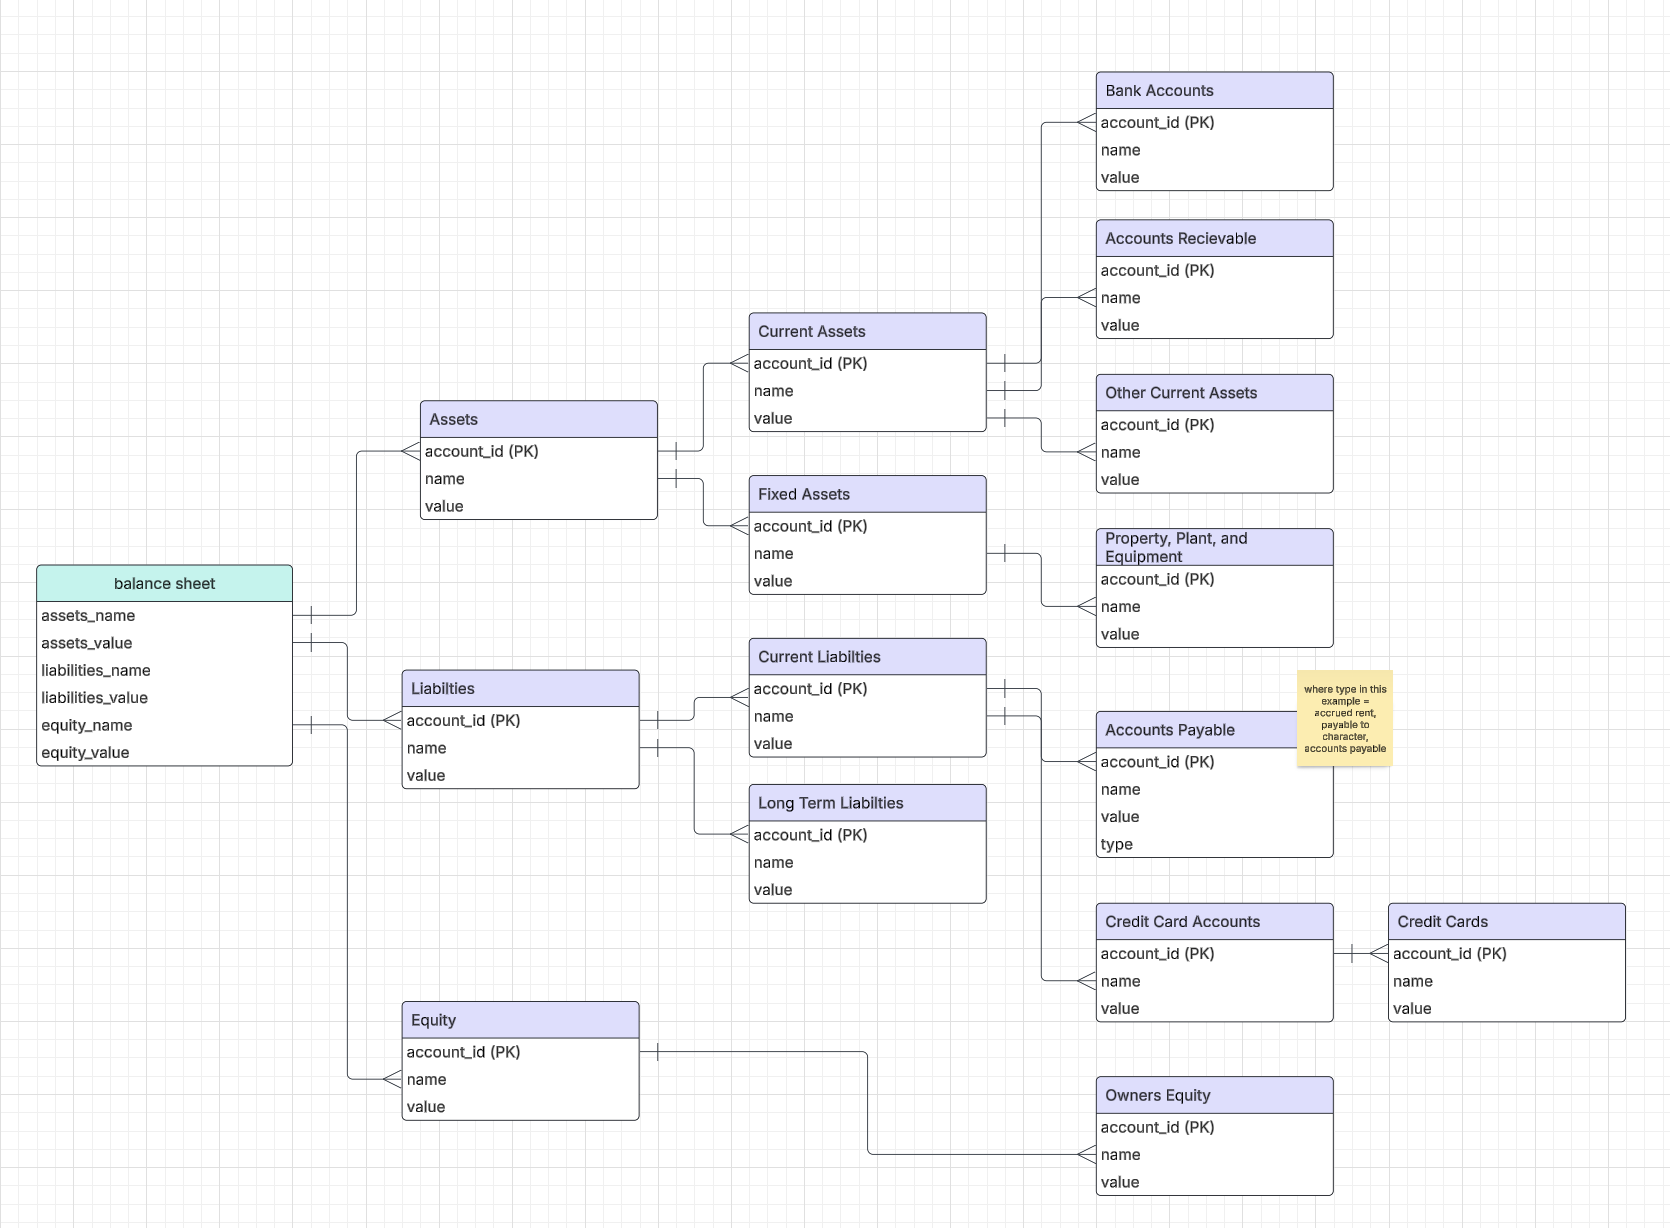 Bank Accounts
account_id (PK)
name
value
Accounts Recievable
account_id (PK)
name
value
Current Assets
account_id (PK)
name
value
Other Current Assets
account_id (PK)
name
value
Assets
account_id (PK)
name
value
Fixed Assets
account_id (PK)
name
value
Property, Plant, and
Equipment
account_id (PK)
name
value
balance sheet
assets_name
assets_value
liabilities_name
liabilities_value
equity_name
equity_value
Liabilties
account_id (PK)
name
value
Current Liabilties
account_id (PK)
name
value
Long Term Liabilties
account_id (PK)
name
value
where type in this
example =
accrued rent,
payable to
character,
accounts payable
Accounts Payable
account_id (PK)
name
value
type
Credit Card Accounts
account_id (PK)
name
value
Credit Cards
account_id (PK)
name
value
Equity
account_id (PK)
name
value
Owners Equity
account_id (PK)
name
value